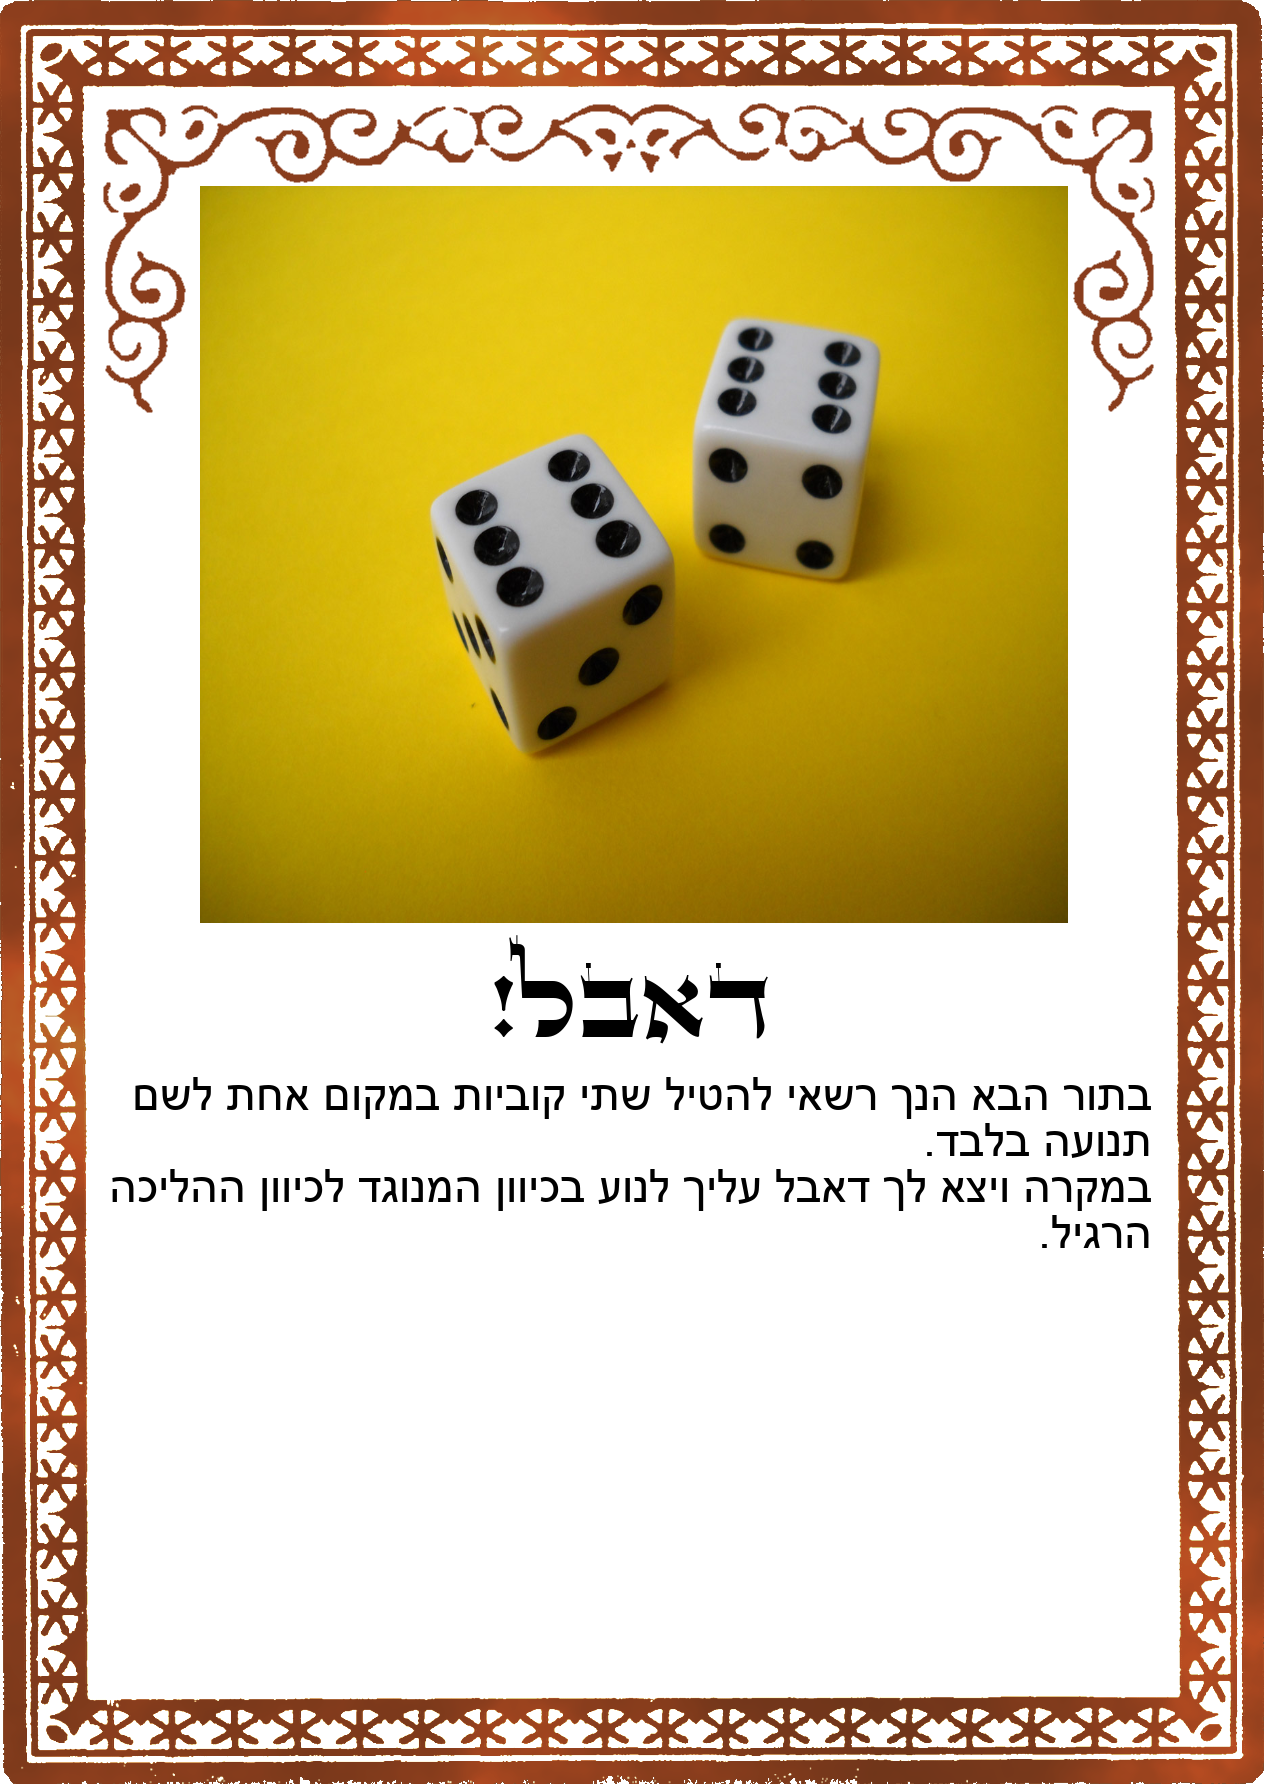 דאבל!
בתור הבא הנך רשאי להטיל שתי קוביות במקום אחת לשם
תנועה בלבד.
במקרה ויצא לך דאבל עליך לנוע בכיוון המנוגד לכיוון ההליכה
הרגיל.